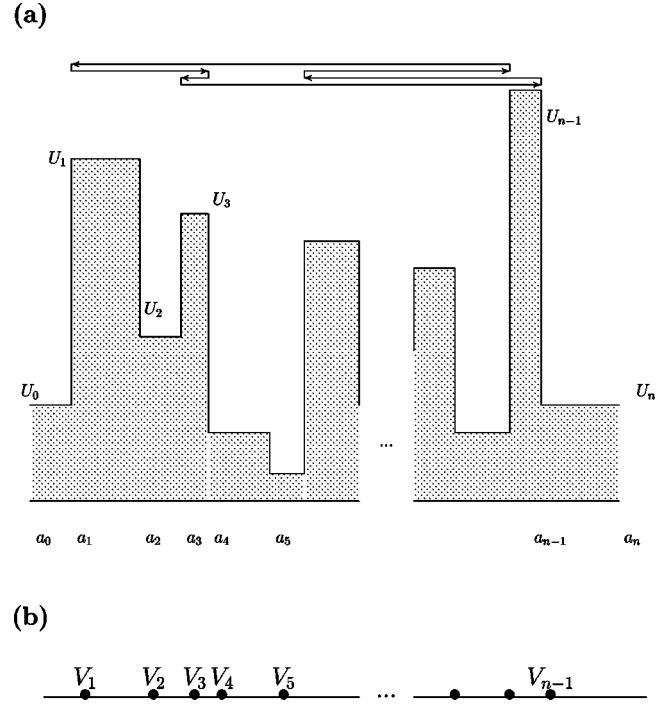 (a)
U_{n-1}
U_1
U_3
U_2
U_0 U_n
...
a_0 a_1 a_2 a_3 a_4 a_5 a_{n-1} a_n
(b)
V_1 V_2 V_3 V_4 V_5 ... V_{n-1}